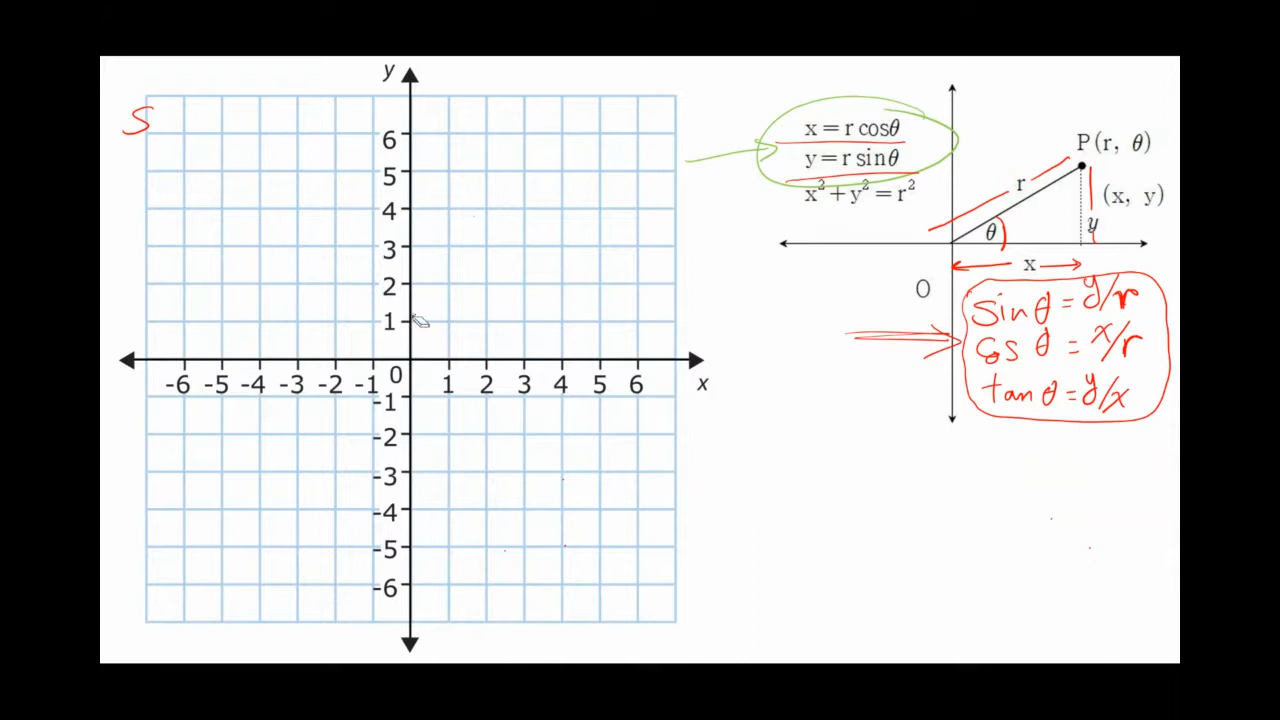 y
S
6
5
4
3
2
1
0
-6 -5 -4 -3 -2 -1 1 2 3 4 5 6 x
-1
-2
-3
-4
-5
-6
x = r cosθ
y = r sinθ
x² + y² = r²
P(r, θ)
r
(x, y)
θ
y
x
O
sin θ = y/r
cos θ = x/r
tan θ = y/x